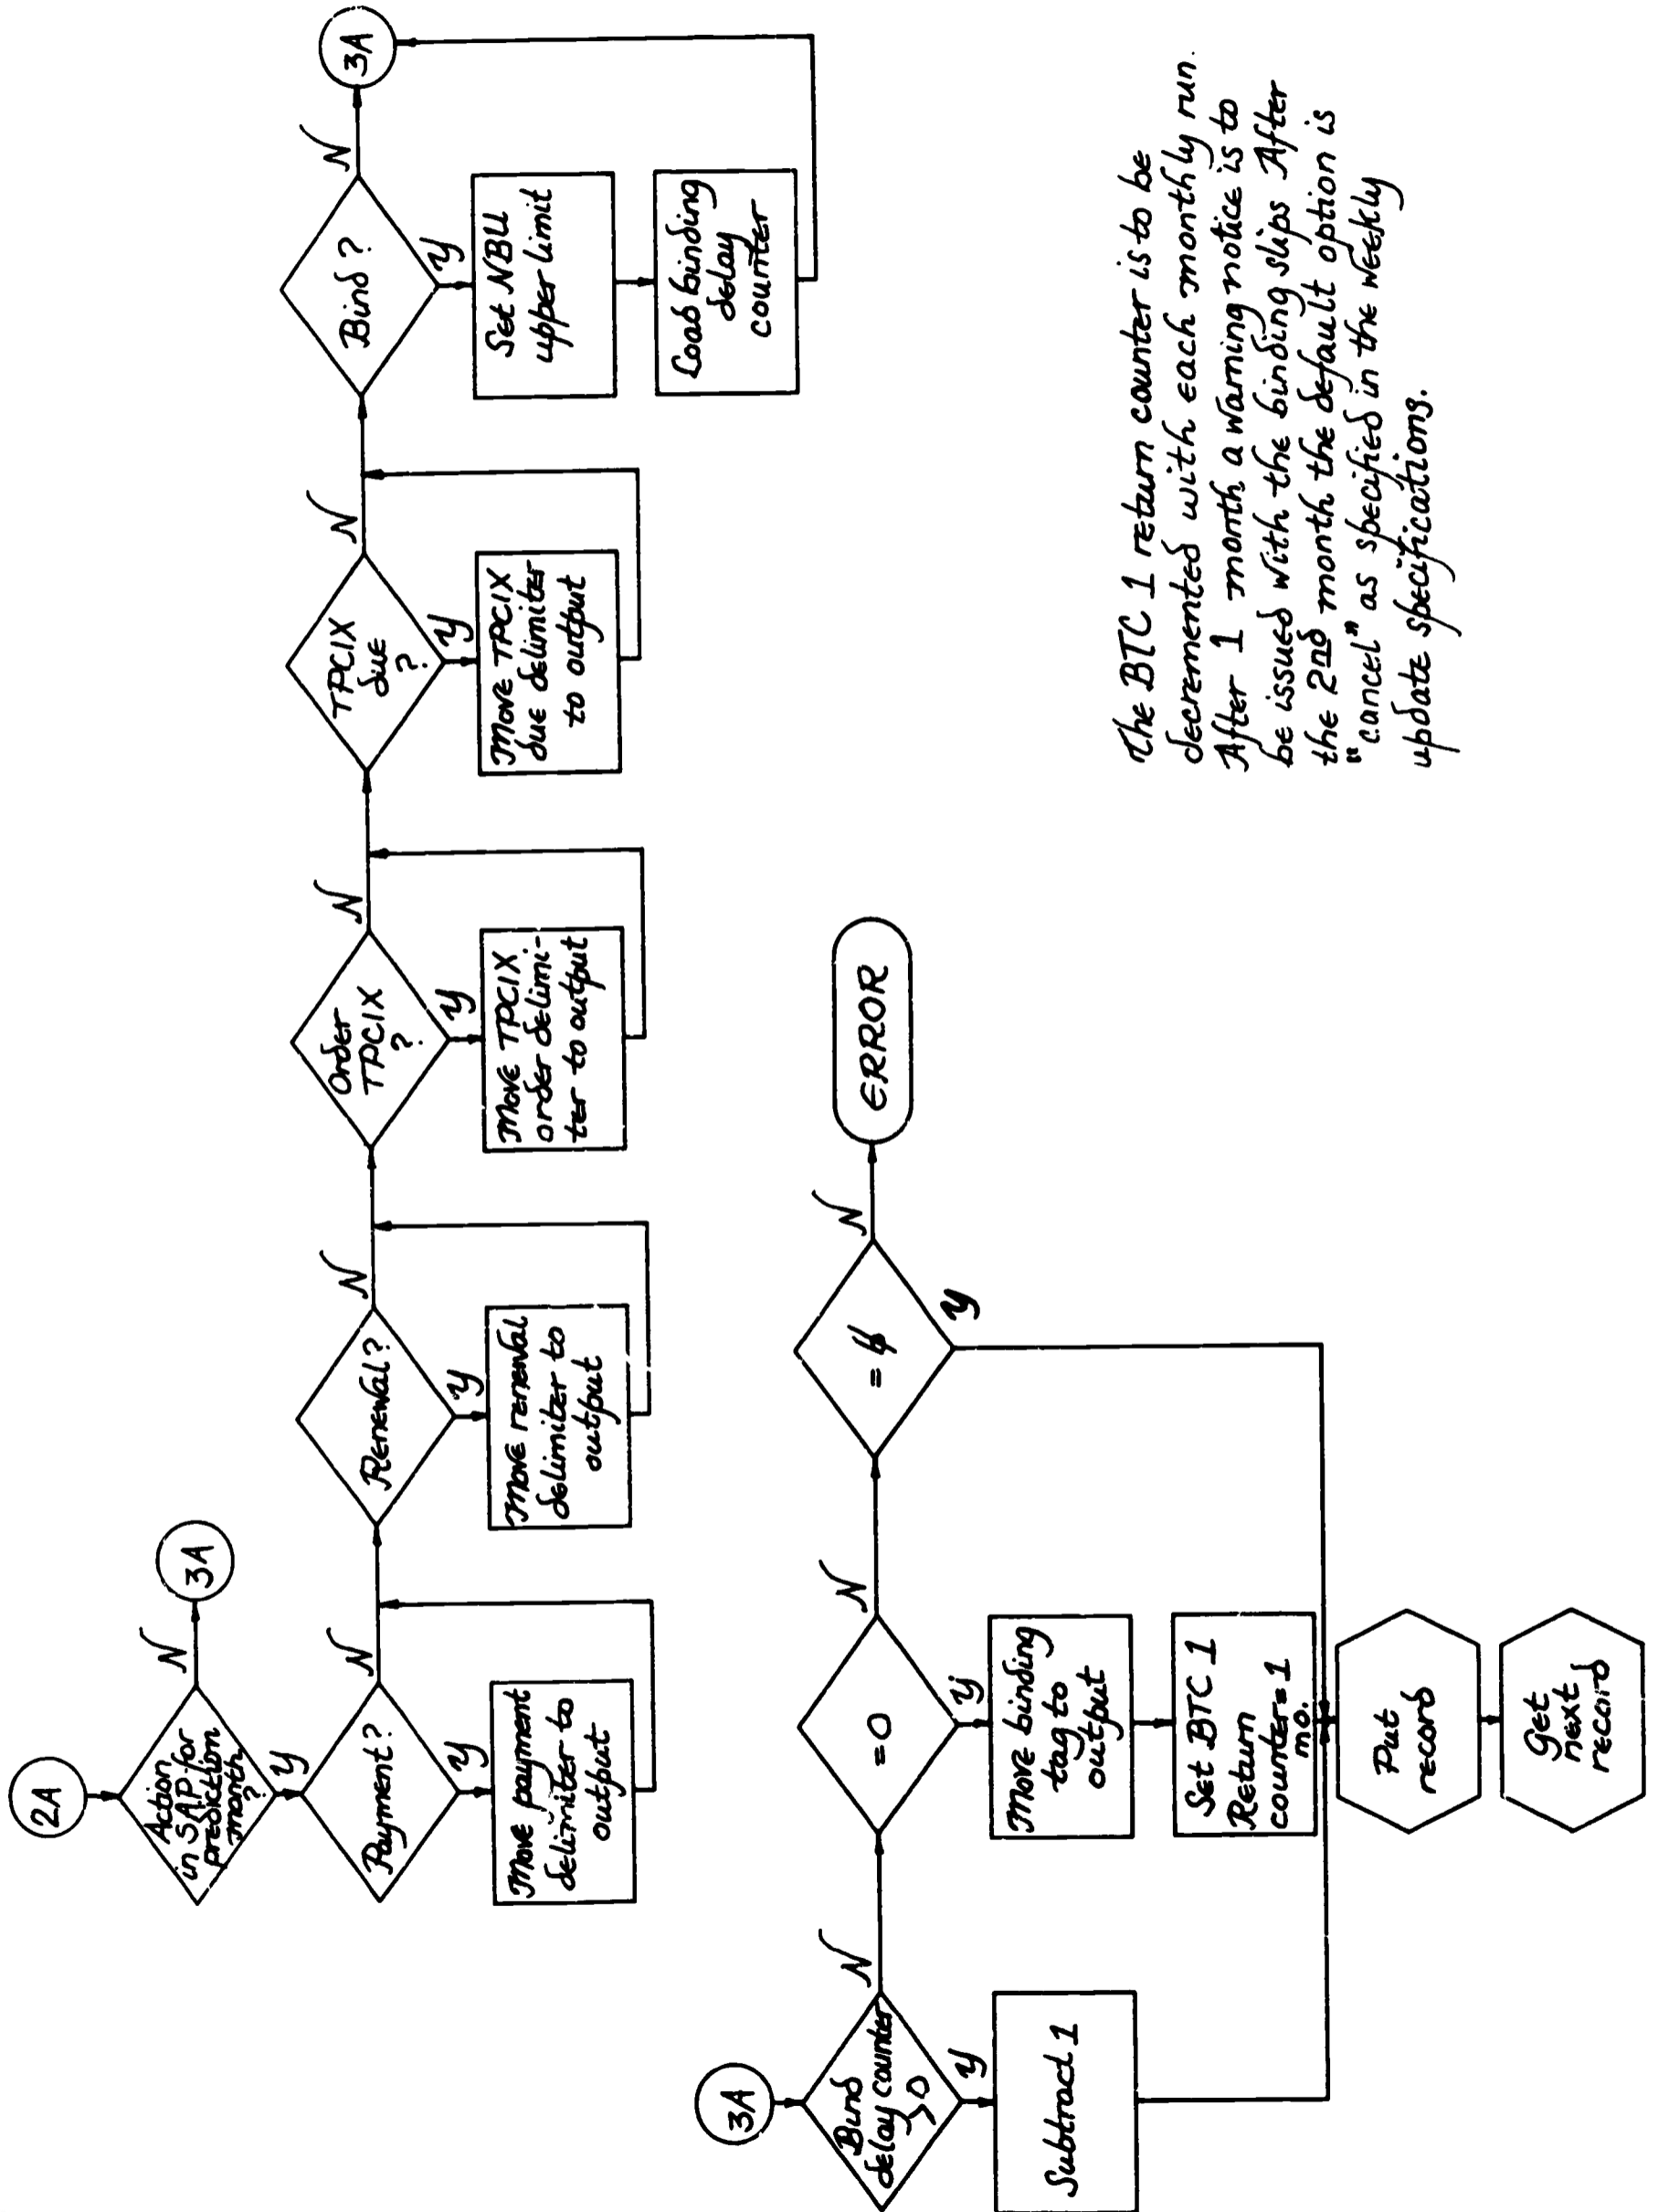 2A
Action
in SAP for
prediction
month
?
N
3A
Y
Payment?
N
Y
Move payment
delimiter to
output
Renewal?
N
Y
Move renewal
delimiter to
output
Order
TPCIX
?
N
Y
Move TPCIX
order delimi-
ter to output
TPCIX
due
?
N
Y
Move TPCIX
due delimiter
to output
Bind?
N
3A
Y
Set NBU
upper limit
Load binding
delay
counter
3A
Bind
delay counter
>0
N
Y
Subtract 1
=0
N
Y
Move binding
tag to
output
Set BTC 1
Return
counter=1
mo.
=
N
Y
ERROR
Put
record
Get
next
record
The BTC 1 return counter is to be
decremented with each monthly run.
After 1 month a warning notice is to
be issued with the binding slips After
the 2nd month the default option is
"cancel" as specified in the weekly
update specifications.